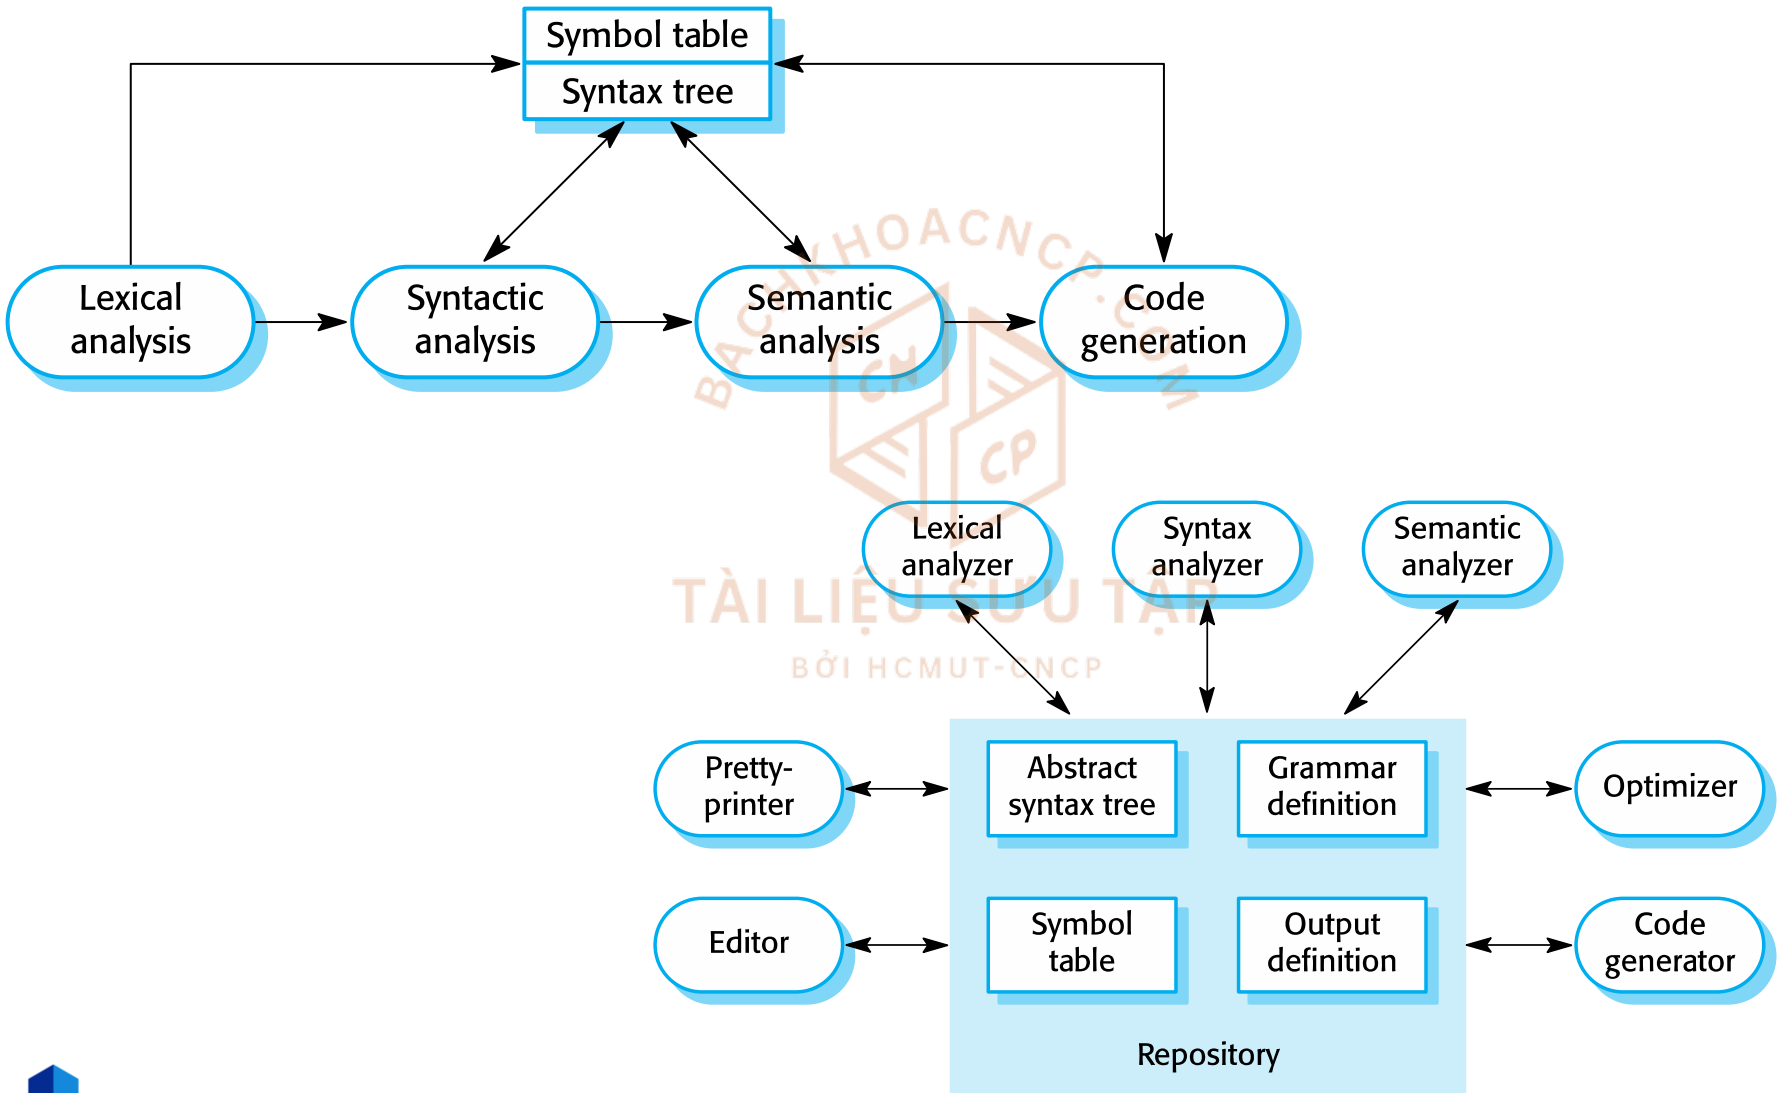 Symbol table
Syntax tree
Lexical
analysis
Syntactic
analysis
Semantic
analysis
Code
generation
BACHKHOACNCP.COM
CN
CP
Lexical
analyzer
Syntax
analyzer
Semantic
analyzer
TÀI LIỆU SƯU TẬP
BỞI HCMUT-CNCP
Pretty-
printer
Abstract
syntax tree
Grammar
definition
Optimizer
Editor
Symbol
table
Output
definition
Code
generator
Repository